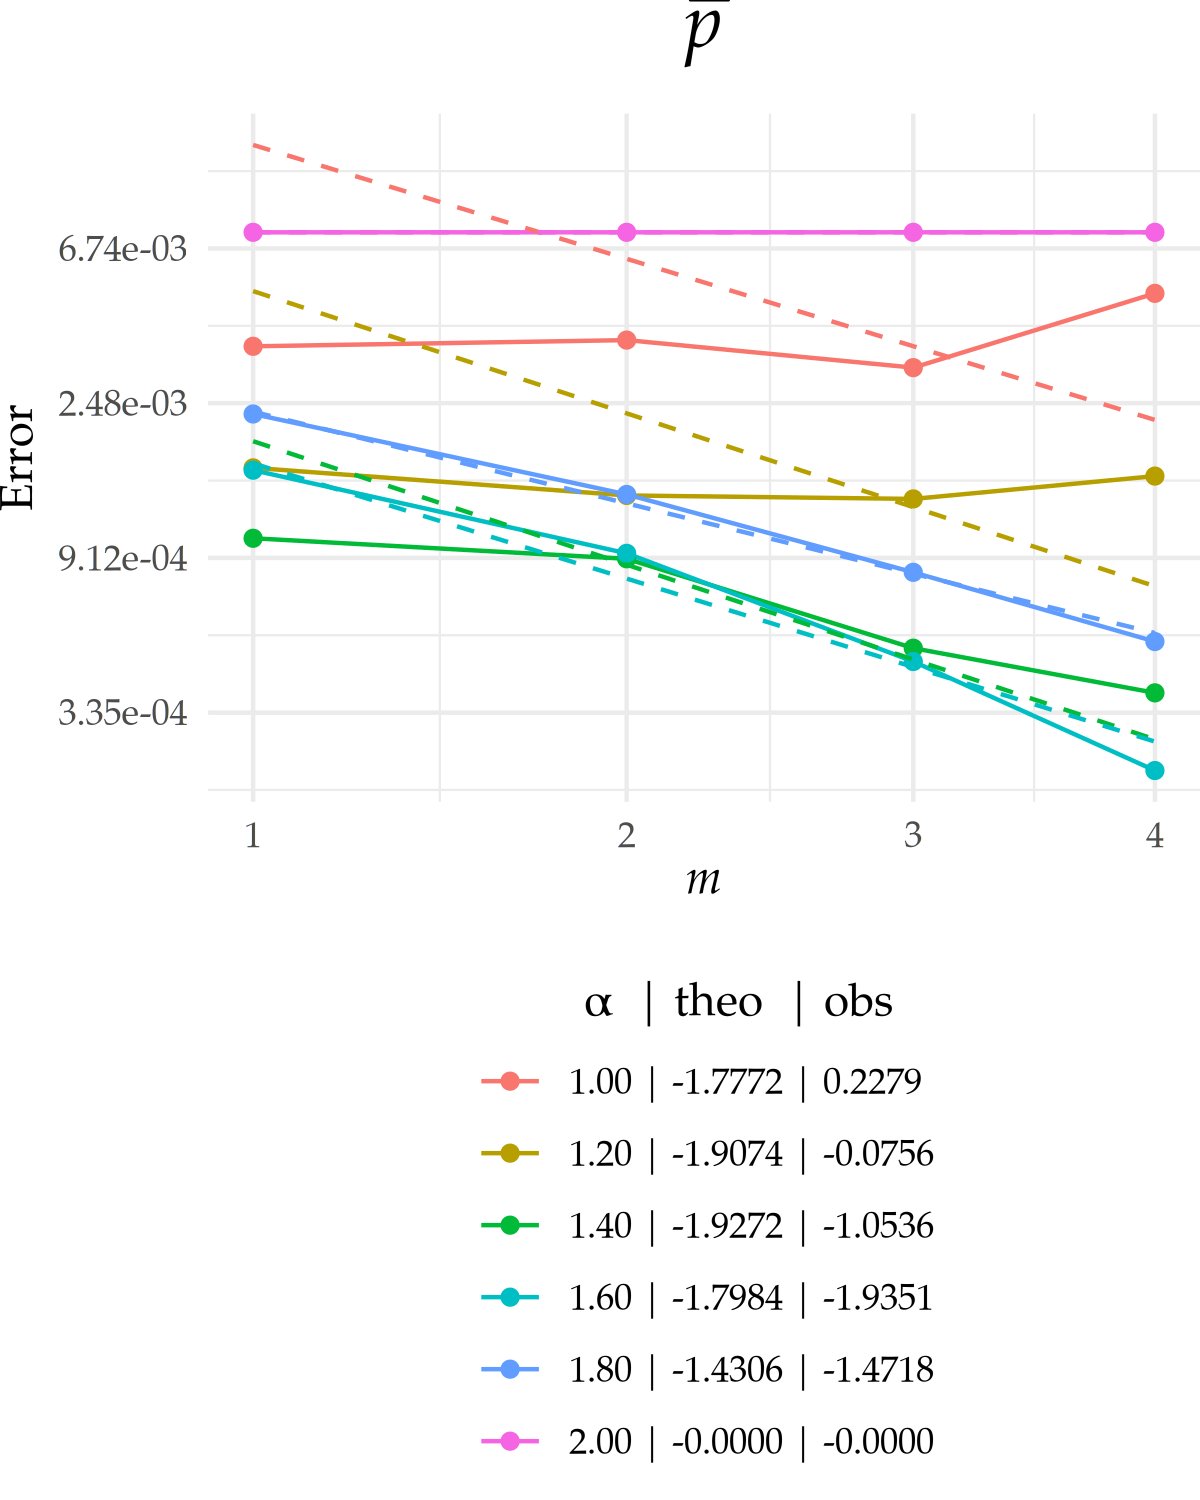 p̅
6.74e-03
2.48e-03
9.12e-04
3.35e-04
Error
1 2 3 4
m
α | theo | obs
1.00 | -1.7772 | 0.2279
1.20 | -1.9074 | -0.0756
1.40 | -1.9272 | -1.0536
1.60 | -1.7984 | -1.9351
1.80 | -1.4306 | -1.4718
2.00 | -0.0000 | -0.0000